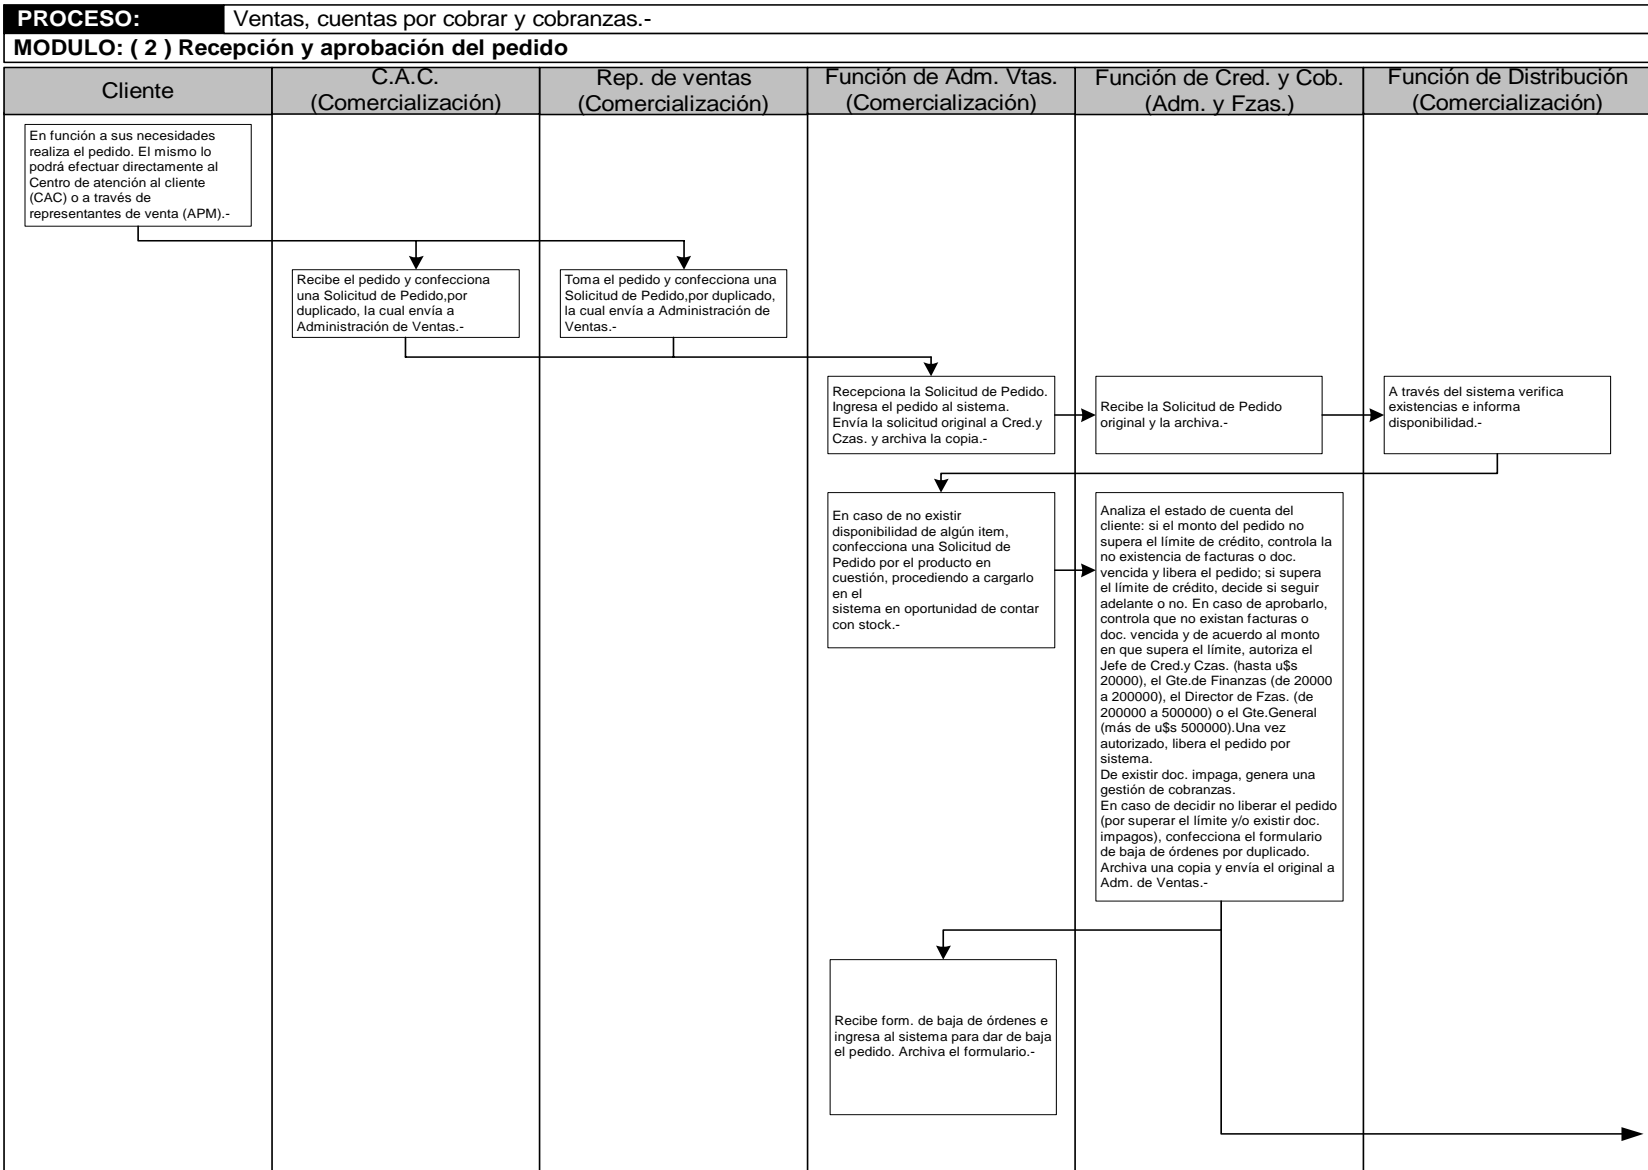 PROCESO:
Ventas, cuentas por cobrar y cobranzas.-
MODULO: ( 2 ) Recepción y aprobación del pedido
Cliente
C.A.C.
(Comercialización)
Rep. de ventas
(Comercialización)
Función de Adm. Vtas.
(Comercialización)
Función de Cred. y Cob.
(Adm. y Fzas.)
Función de Distribución
(Comercialización)
En función a sus necesidades
realiza el pedido. El mismo lo
podrá efectuar directamente al
Centro de atención al cliente
(CAC) o a través de
representantes de venta (APM).-
Recibe el pedido y confecciona
una Solicitud de Pedido,por
duplicado, la cual envía a
Administración de Ventas.-
Toma el pedido y confecciona una
Solicitud de Pedido,por duplicado,
la cual envía a Administración de
Ventas.-
Recepciona la Solicitud de Pedido.
Ingresa el pedido al sistema.
Envía la solicitud original a Cred.y
Czas. y archiva la copia.-
Recibe la Solicitud de Pedido
original y la archiva.-
A través del sistema verifica
existencias e informa
disponibilidad.-
En caso de no existir
disponibilidad de algún item,
confecciona una Solicitud de
Pedido por el producto en
cuestión, procediendo a cargarlo
en el
sistema en oportunidad de contar
con stock.-
Analiza el estado de cuenta del
cliente: si el monto del pedido no
supera el límite de crédito, controla la
no existencia de facturas o doc.
vencida y libera el pedido; si supera
el límite de crédito, decide si seguir
adelante o no. En caso de aprobarlo,
controla que no existan facturas o
doc. vencida y de acuerdo al monto
en que supera el límite, autoriza el
Jefe de Cred.y Czas. (hasta u$s
20000), el Gte.de Finanzas (de 20000
a 200000), el Director de Fzas. (de
200000 a 500000) o el Gte.General
(más de u$s 500000).Una vez
autorizado, libera el pedido por
sistema.
De existir doc. impaga, genera una
gestión de cobranzas.
En caso de decidir no liberar el pedido
(por superar el límite y/o existir doc.
impagos), confecciona el formulario
de baja de órdenes por duplicado.
Archiva una copia y envía el original a
Adm. de Ventas.-
Recibe form. de baja de órdenes e
ingresa al sistema para dar de baja
el pedido. Archiva el formulario.-